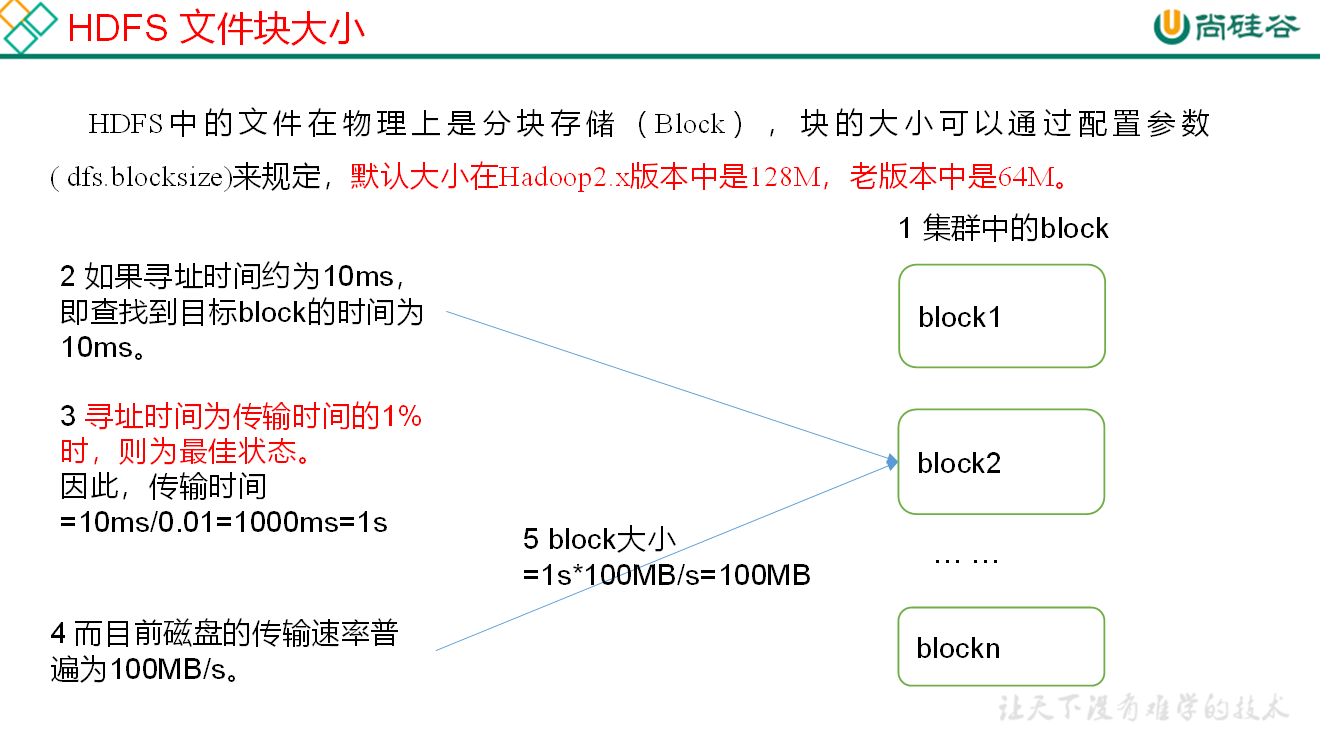 HDFS 文件块大小
尚硅谷
HDFS中的文件在物理上是分块存储（Block），块的大小可以通过配置参数
( dfs.blocksize)来规定，默认大小在Hadoop2.x版本中是128M，老版本中是64M。
1 集群中的block
2 如果寻址时间约为10ms，
即查找到目标block的时间为
10ms。
block1
3 寻址时间为传输时间的1%
时，则为最佳状态。
因此，传输时间
=10ms/0.01=1000ms=1s
block2
5 block大小
=1s*100MB/s=100MB
... ...
4 而目前磁盘的传输速率普
遍为100MB/s。
blockn
让天下没有难学的技术